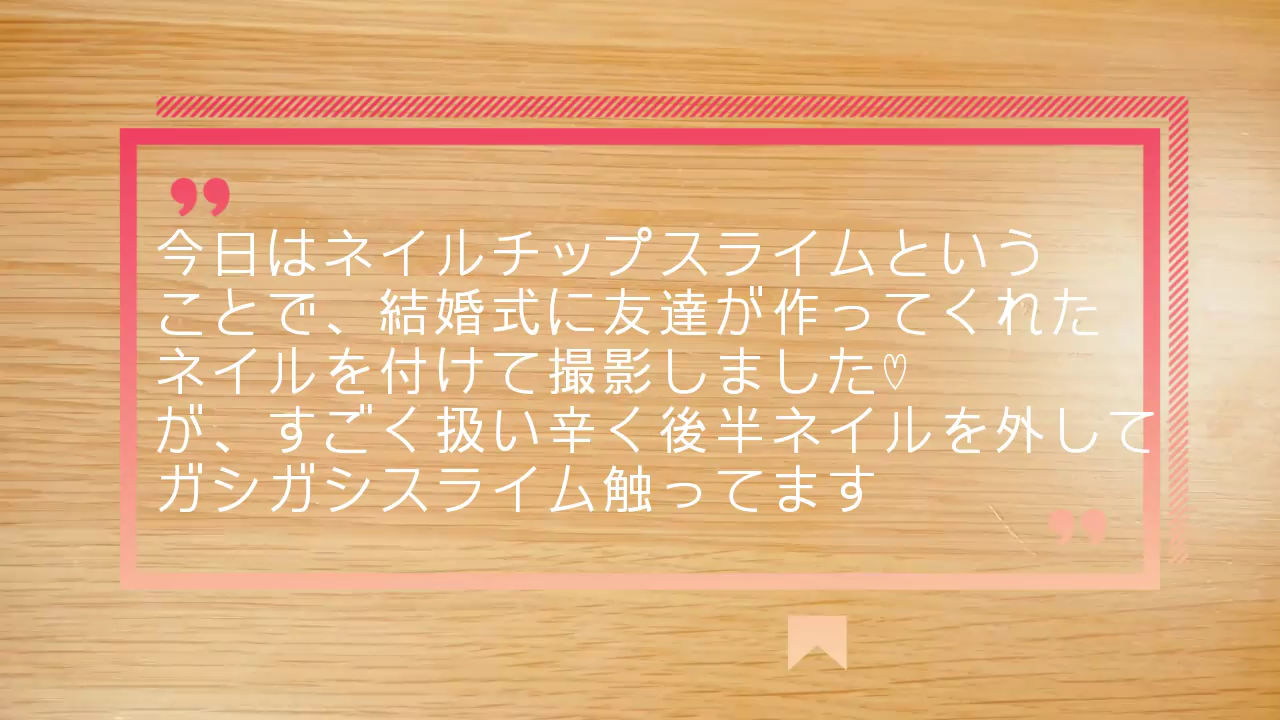 今日はネイルチップスライムという
ことで、結婚式に友達が作ってくれた
ネイルを付けて撮影しました♡
が、すごく扱い辛く後半ネイルを外して
ガシガシスライム触ってます